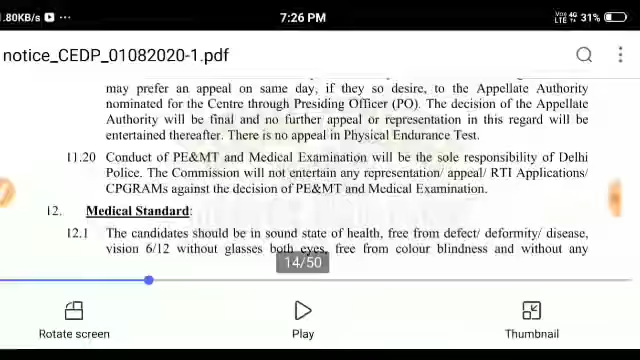 .80KB/s ...
7:26 PM
Vo) 4G LTE 31%
notice_CEDP_01082020-1.pdf
may prefer an appeal on same day, if they so desire, to the Appellate Authority
nominated for the Centre through Presiding Officer (PO). The decision of the Appellate
Authority will be final and no further appeal or representation in this regard will be
entertained thereafter. There is no appeal in Physical Endurance Test.
11.20 Conduct of PE&MT and Medical Examination will be the sole responsibility of Delhi
Police. The Commission will not entertain any representation/ appeal/ RTI Applications/
CPGRAMs against the decision of PE&MT and Medical Examination.
12. Medical Standard:
12.1 The candidates should be in sound state of health, free from defect/ deformity/ disease,
vision 6/12 without glasses both eyes, free from colour blindness and without any
14/50
Rotate screen
Play
Thumbnail